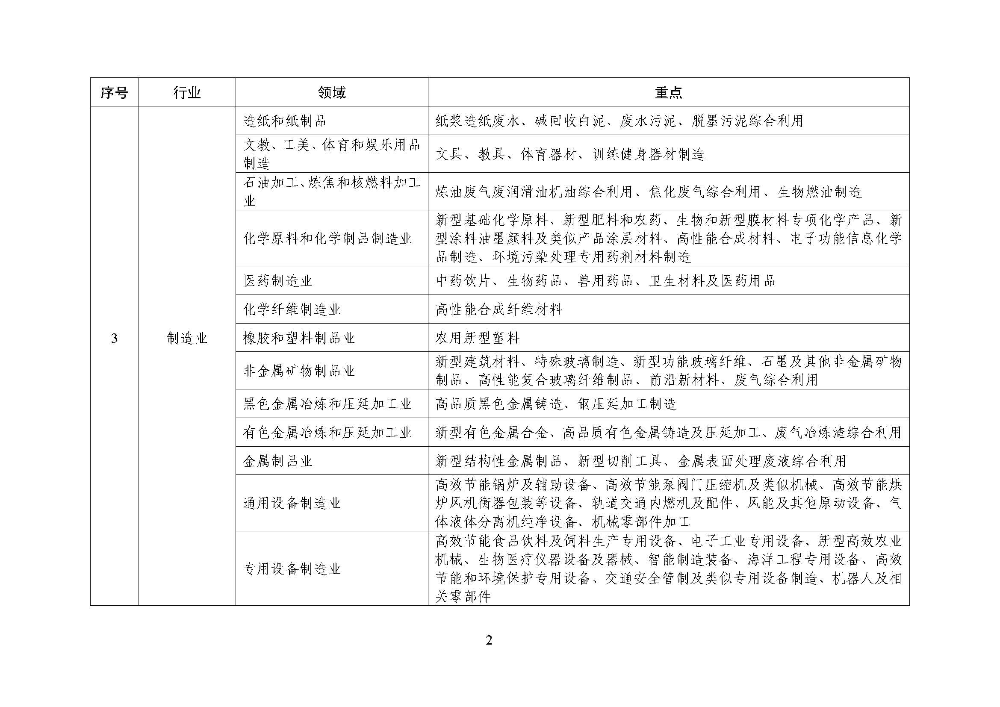 序号 行业 领域 重点
3 制造业
造纸和纸制品 纸浆造纸废水、碱回收白泥、废水污泥、脱墨污泥综合利用
文教、工美、体育和娱乐用品
制造
文具、教具、体育器材、训练健身器材制造
石油加工、炼焦和核燃料加工
业
炼油废气废润滑油机油综合利用、焦化废气综合利用、生物燃油制造
化学原料和化学制品制造业
新型基础化学原料、新型肥料和农药、生物和新型膜材料专项化学产品、新
型涂料油墨颜料及类似产品涂层材料、高性能合成材料、电子功能信息化学
品制造、环境污染处理专用药剂材料制造
医药制造业 中药饮片、生物药品、兽用药品、卫生材料及医药用品
化学纤维制造业 高性能合成纤维材料
橡胶和塑料制品业 农用新型塑料
非金属矿物制品业
新型建筑材料、特殊玻璃制造、新型功能玻璃纤维、石墨及其他非金属矿物
制品、高性能复合玻璃纤维制品、前沿新材料、废气综合利用
黑色金属冶炼和压延加工业 高品质黑色金属铸造、钢压延加工制造
有色金属冶炼和压延加工业 新型有色金属合金、高品质有色金属铸造及压延加工、废气冶炼渣综合利用
金属制品业 新型结构性金属制品、新型切削工具、金属表面处理废液综合利用
通用设备制造业
高效节能锅炉及辅助设备、高效节能泵阀门压缩机及类似机械、高效节能烘
炉风机衡器包装等设备、轨道交通内燃机及配件、风能及其他原动设备、气
体液体分离机纯净设备、机械零部件加工
专用设备制造业
高效节能食品饮料及饲料生产专用设备、电子工业专用设备、新型高效农业
机械、生物医疗仪器设备及器械、智能制造装备、海洋工程专用设备、高效
节能和环境保护专用设备、交通安全管制及类似专用设备制造、机器人及相
关零部件
2